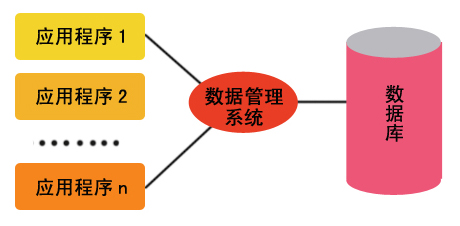 应用程序 1
应用程序 2
·······
应用程序 n
数据管理
系统
数据库